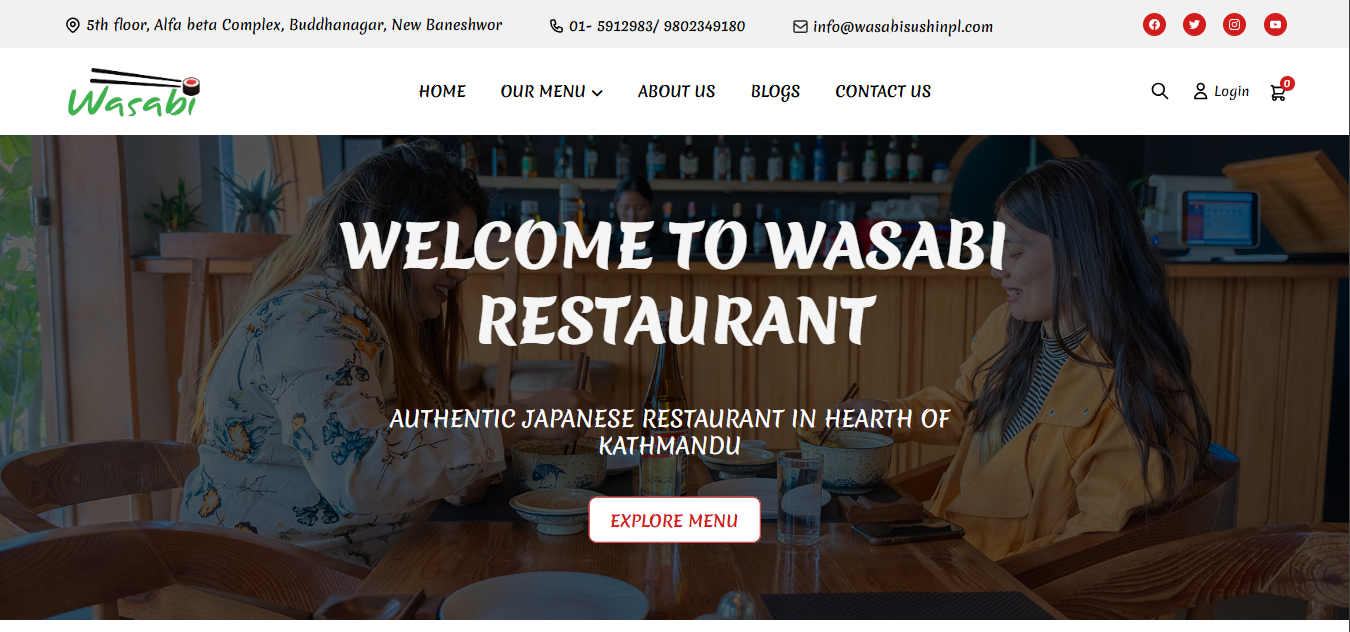 5th floor, Alfa beta Complex, Buddhanagar, New Baneshwor
01- 5912983/ 9802349180
info@wasabisushinpl.com
Wasabi
HOME
OUR MENU
ABOUT US
BLOGS
CONTACT US
Login
0
WELCOME TO WASABI
RESTAURANT
AUTHENTIC JAPANESE RESTAURANT IN HEARTH OF
KATHMANDU
EXPLORE MENU